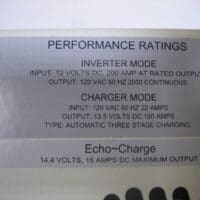 PERFORMANCE RATINGS
INVERTER MODE
INPUT: 12 VOLTS DC, 200 AMP AT RATED OUTPUT
OUTPUT: 120 VAC 60 HZ 2000 CONTINUOUS
CHARGER MODE
INPUT: 120 VAC 60 HZ 22 AMPS
OUTPUT: 13.5 VOLTS DC 100 AMPS
TYPE: AUTOMATIC THREE STAGE CHARGING
Echo~Charge
14.4 VOLTS, 15 AMPS DC MAXIMUM OUTPUT